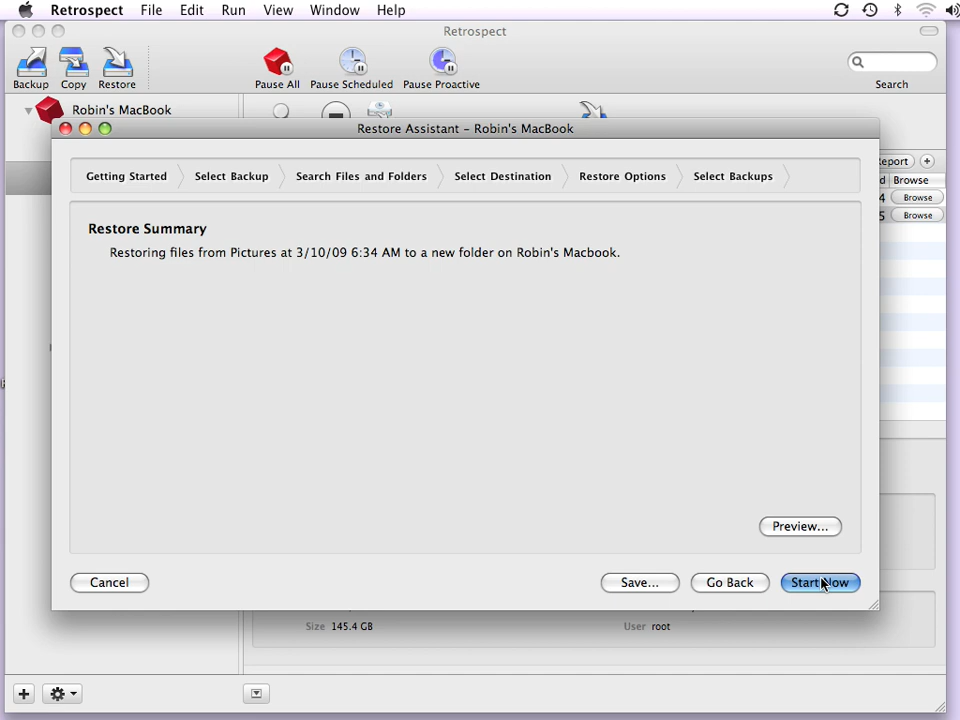 Retrospect File Edit Run View Window Help
Retrospect
Backup Copy Restore Pause All Pause Scheduled Pause Proactive Search
Robin's MacBook
Restore Assistant – Robin's MacBook
Getting Started Select Backup Search Files and Folders Select Destination Restore Options Select Backups
eport +
d Browse
4 Browse
5 Browse
Restore Summary
Restoring files from Pictures at 3/10/09 6:34 AM to a new folder on Robin's Macbook.
Preview...
Cancel Save... Go Back Start Now
Size 145.4 GB User root